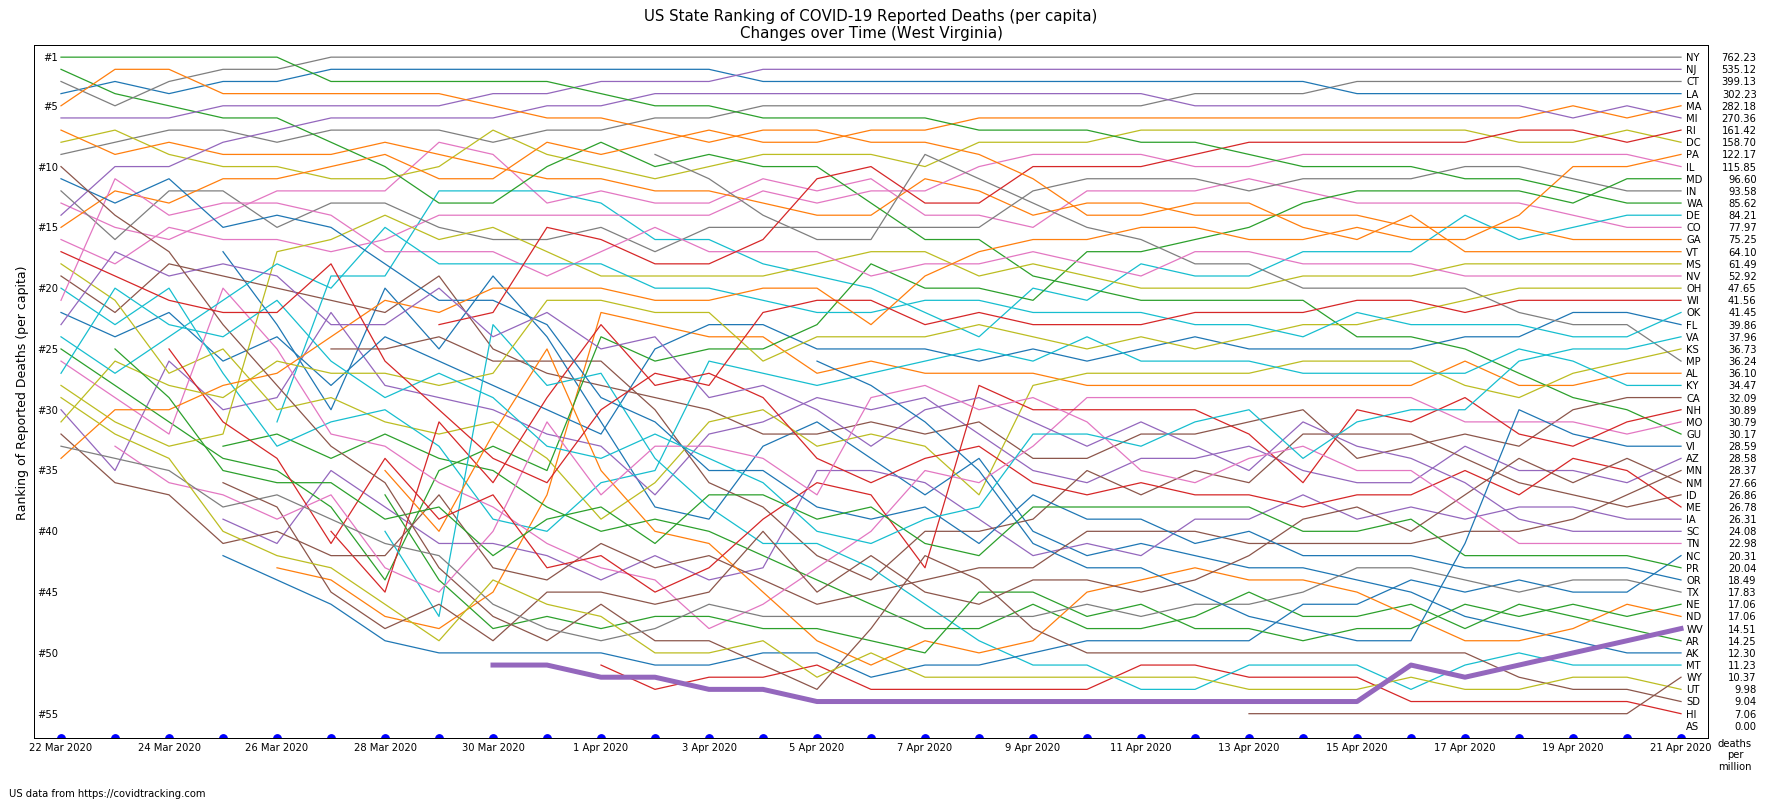 US State Ranking of COVID-19 Reported Deaths (per capita)
Changes over Time (West Virginia)
Ranking of Reported Deaths (per capita)
#1
#5
#10
#15
#20
#25
#30
#35
#40
#45
#50
#55
NY 762.23
NJ 535.12
CT 399.13
LA 302.23
MA 282.18
MI 270.36
RI 161.42
DC 158.70
PA 122.17
IL 115.85
MD 96.60
IN 93.58
WA 85.62
DE 84.21
CO 77.97
GA 75.25
VT 64.10
MS 61.49
NV 52.92
OH 47.65
WI 41.56
OK 41.45
FL 39.86
VA 37.96
KS 36.73
MP 36.24
AL 36.10
KY 34.47
CA 32.09
NH 30.89
MO 30.79
GU 30.17
VI 28.59
AZ 28.58
MN 28.37
NM 27.66
ID 26.86
ME 26.78
IA 26.31
SC 24.08
TN 22.98
NC 20.31
PR 20.04
OR 18.49
TX 17.83
NE 17.06
ND 17.06
WV 14.51
AR 14.25
AK 12.30
MT 11.23
WY 10.37
UT 9.98
SD 9.04
HI 7.06
AS 0.00
22 Mar 2020 24 Mar 2020 26 Mar 2020 28 Mar 2020 30 Mar 2020 1 Apr 2020 3 Apr 2020 5 Apr 2020 7 Apr 2020 9 Apr 2020 11 Apr 2020 13 Apr 2020 15 Apr 2020 17 Apr 2020 19 Apr 2020 21 Apr 2020
deaths
per
million
US data from https://covidtracking.com